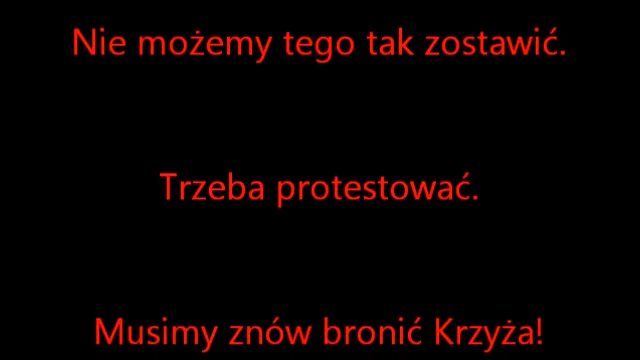 Nie możemy tego tak zostawić.
Trzeba protestować.
Musimy znów bronić Krzyża!